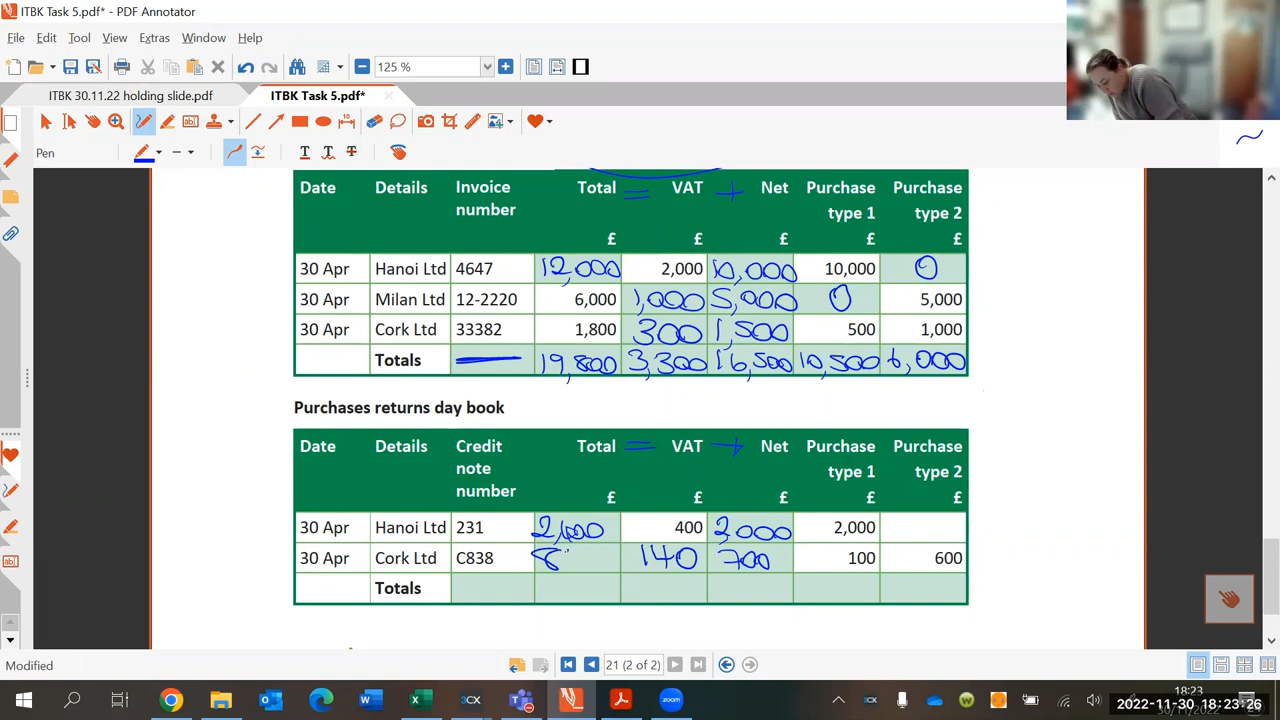 ITBK Task 5.pdf* - PDF Annotator
File Edit Tool View Extras Window Help
125 %
ITBK 30.11.22 holding slide.pdf ITBK Task 5.pdf*
Pen
Date Details Invoice number Total £ = VAT £ + Net £ Purchase type 1 £ Purchase type 2 £
30 Apr Hanoi Ltd 4647 12,000 2,000 10,000 10,000 0
30 Apr Milan Ltd 12-2220 6,000 1,000 5,000 0 5,000
30 Apr Cork Ltd 33382 1,800 300 1,500 500 1,000
Totals 19,800 3,300 16,500 10,500 6,000
Purchases returns day book
Date Details Credit note number Total £ = VAT £ + Net £ Purchase type 1 £ Purchase type 2 £
30 Apr Hanoi Ltd 231 2,400 400 2,000 2,000
30 Apr Cork Ltd C838 8 140 700 100 600
Totals
21 (2 of 2)
Modified
18:23
2022-11-30 18:23:26